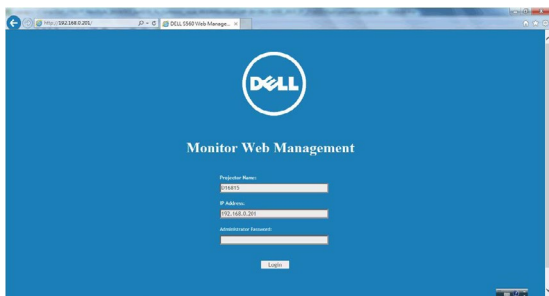 http://192.168.0.201/
DELL S560 Web Manage...
DELL
Monitor Web Management
Projector Name:
IP Address:
192.168.0.201
Administrator Password:
Login